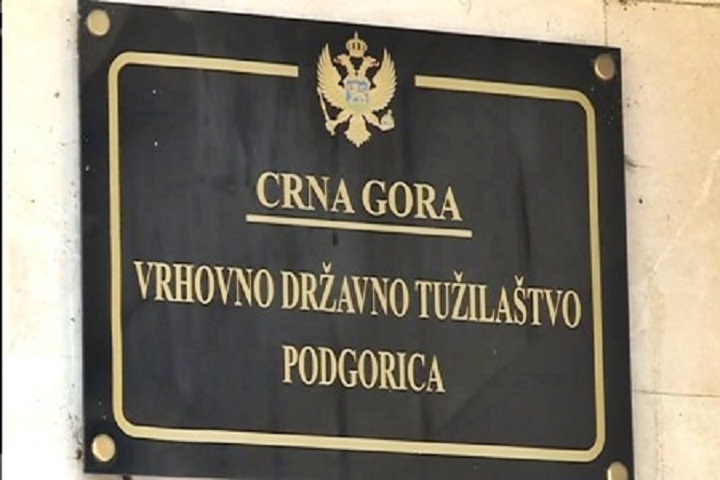 CRNA GORA
VRHOVNO DRŽAVNO TUŽILAŠTVO
PODGORICA